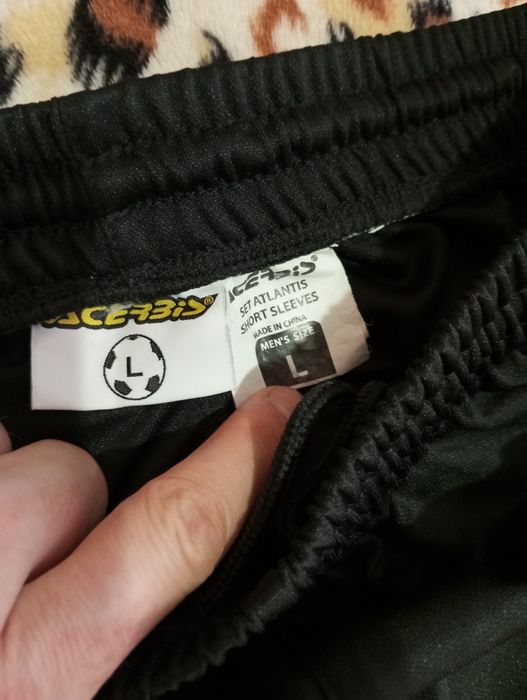 ACERBIS®
L
ACERBIS®
SET ATLANTIS
SHORT SLEEVES
MADE IN CHINA
MEN'S SIZE
L